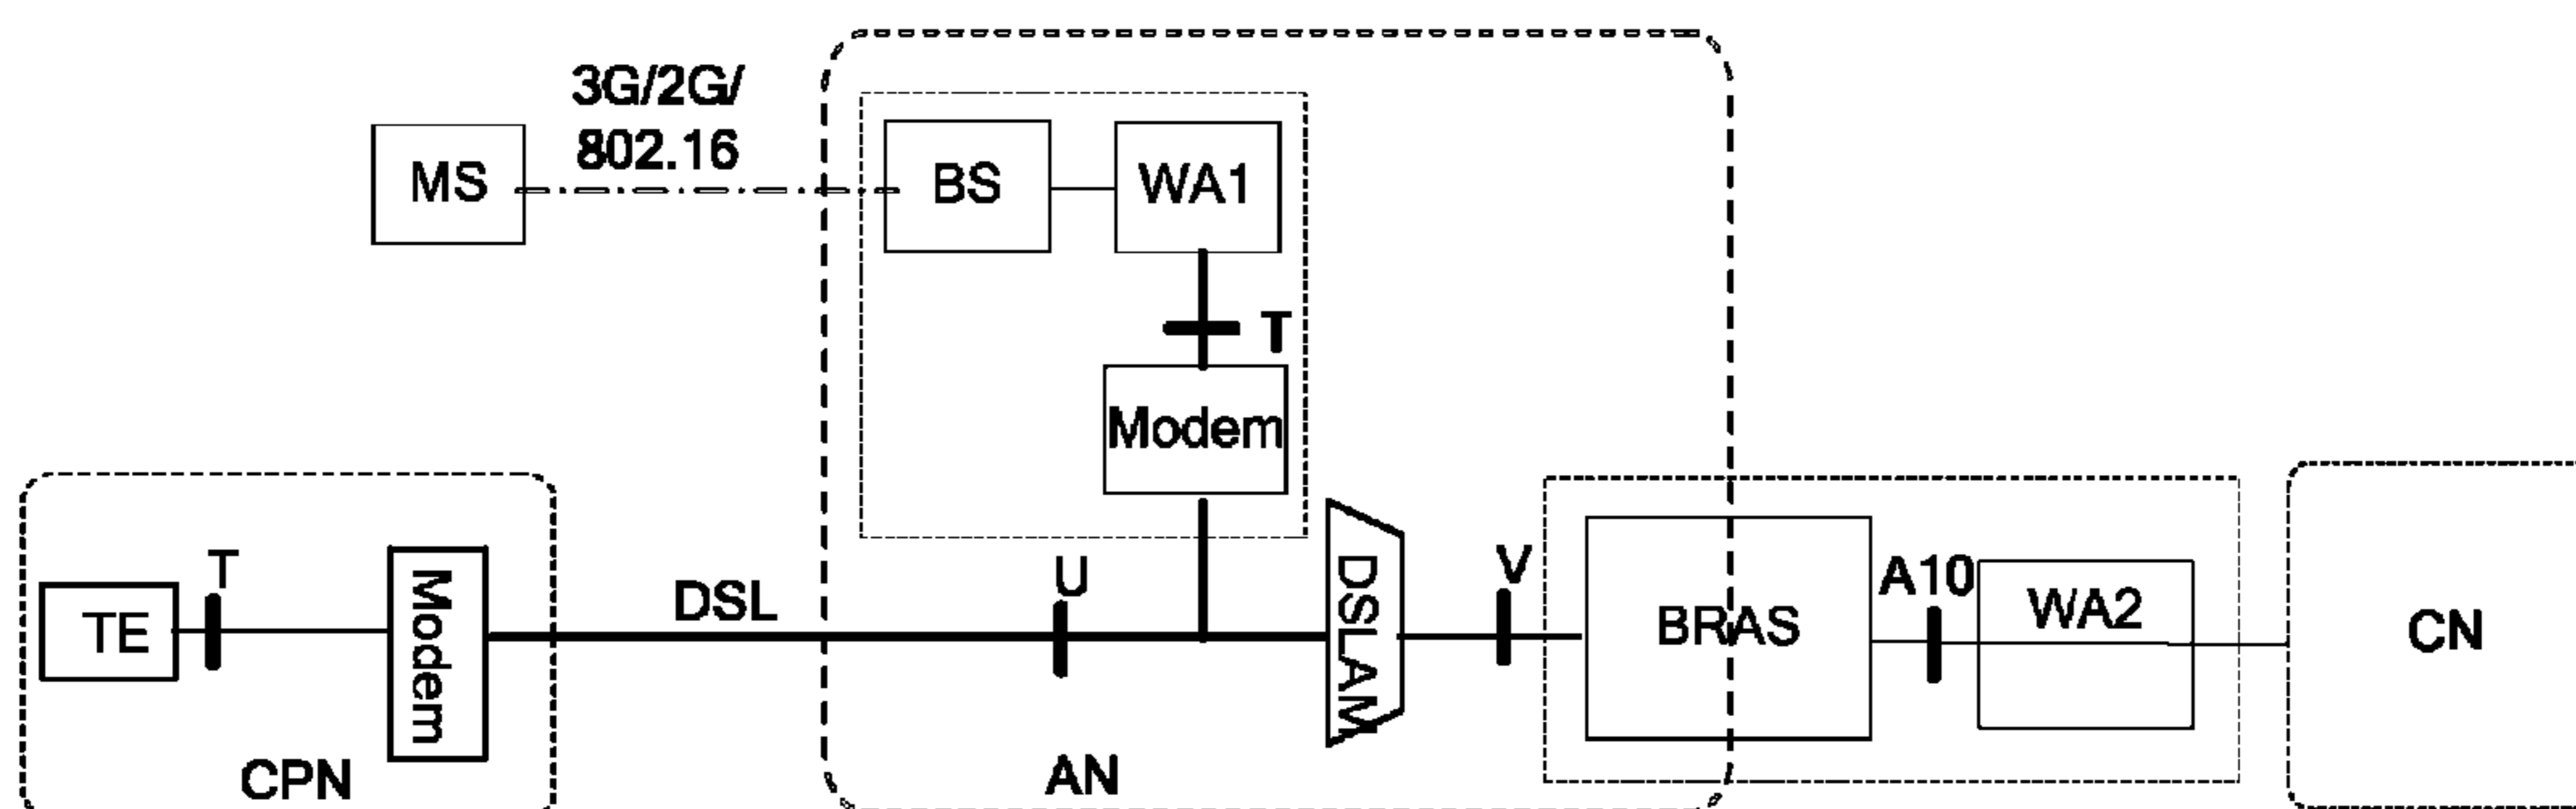 3G/2G/
802.16
MS
BS
WA1
T
Modem
TE
T
Modem
DSL
U
DSLAM
V
BRAS
A10
WA2
CN
CPN
AN